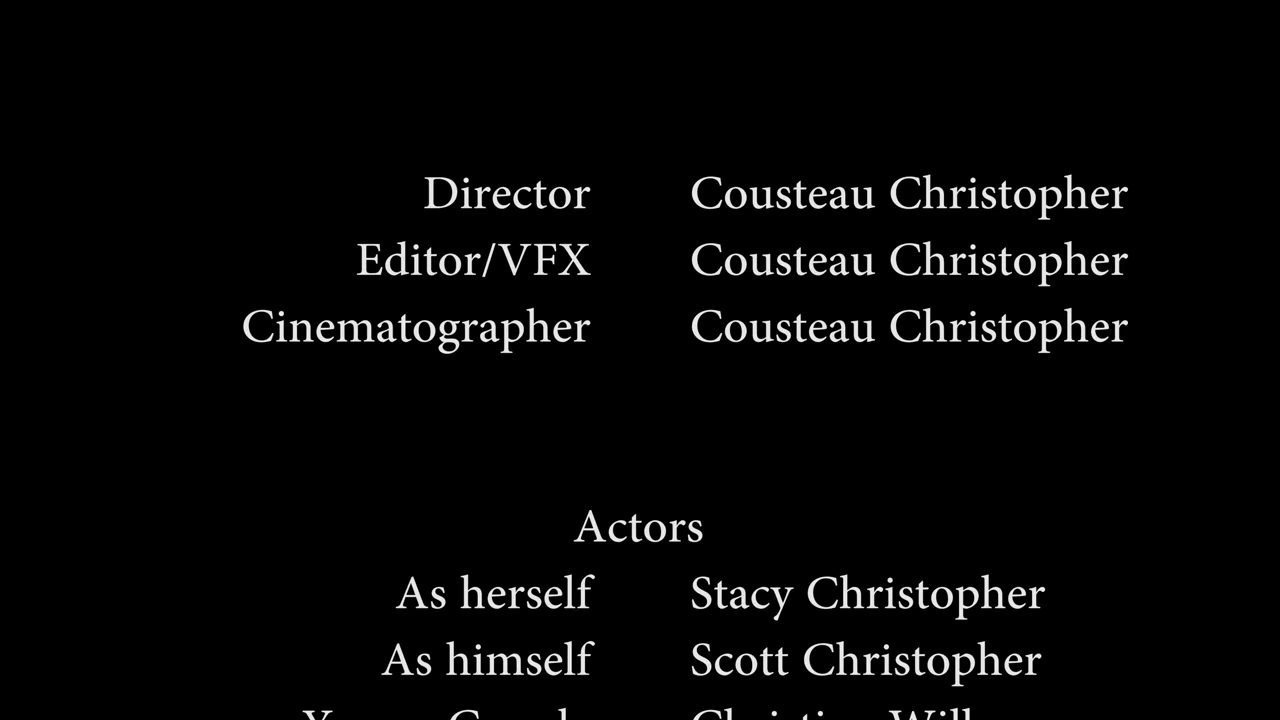 Director Cousteau Christopher
Editor/VFX Cousteau Christopher
Cinematographer Cousteau Christopher
Actors
As herself Stacy Christopher
As himself Scott Christopher